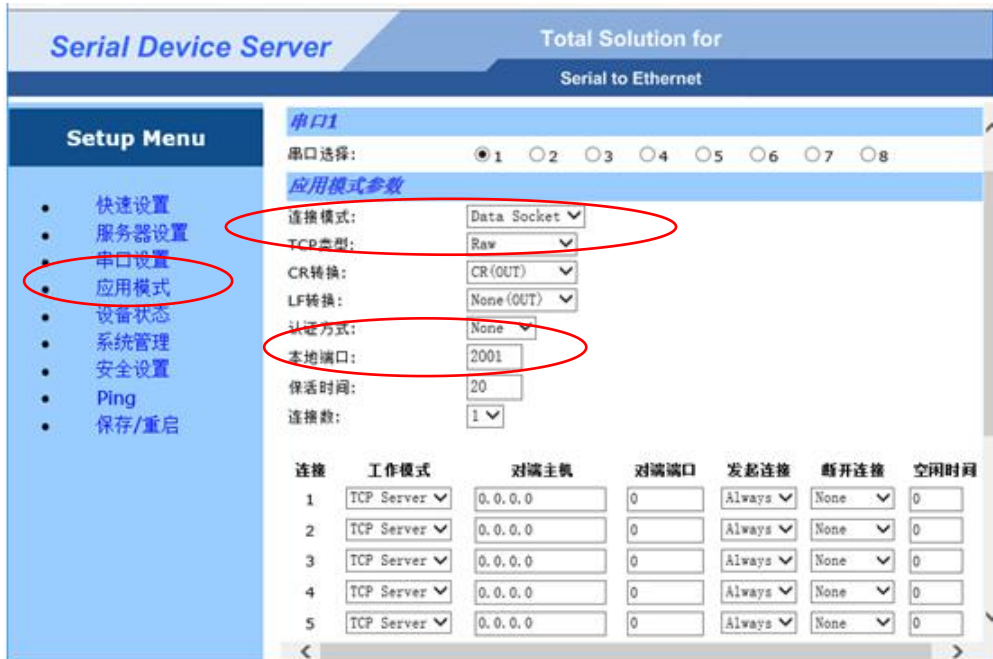 Serial Device Server
Total Solution for
Serial to Ethernet
Setup Menu
快速设置
服务器设置
串口设置
应用模式
设备状态
系统管理
安全设置
Ping
保存/重启
串口1
串口选择: 1 2 3 4 5 6 7 8
应用模式参数
连接模式: Data Socket
TCP类型: Raw
CR转换: CR(OUT)
LF转换: None(OUT)
认证方式: None
本地端口: 2001
保活时间: 20
连接数: 1
连接 工作模式 对端主机 对端端口 发起连接 断开连接 空闲时间
1 TCP Server 0.0.0.0 0 Always None 0
2 TCP Server 0.0.0.0 0 Always None 0
3 TCP Server 0.0.0.0 0 Always None 0
4 TCP Server 0.0.0.0 0 Always None 0
5 TCP Server 0.0.0.0 0 Always None 0